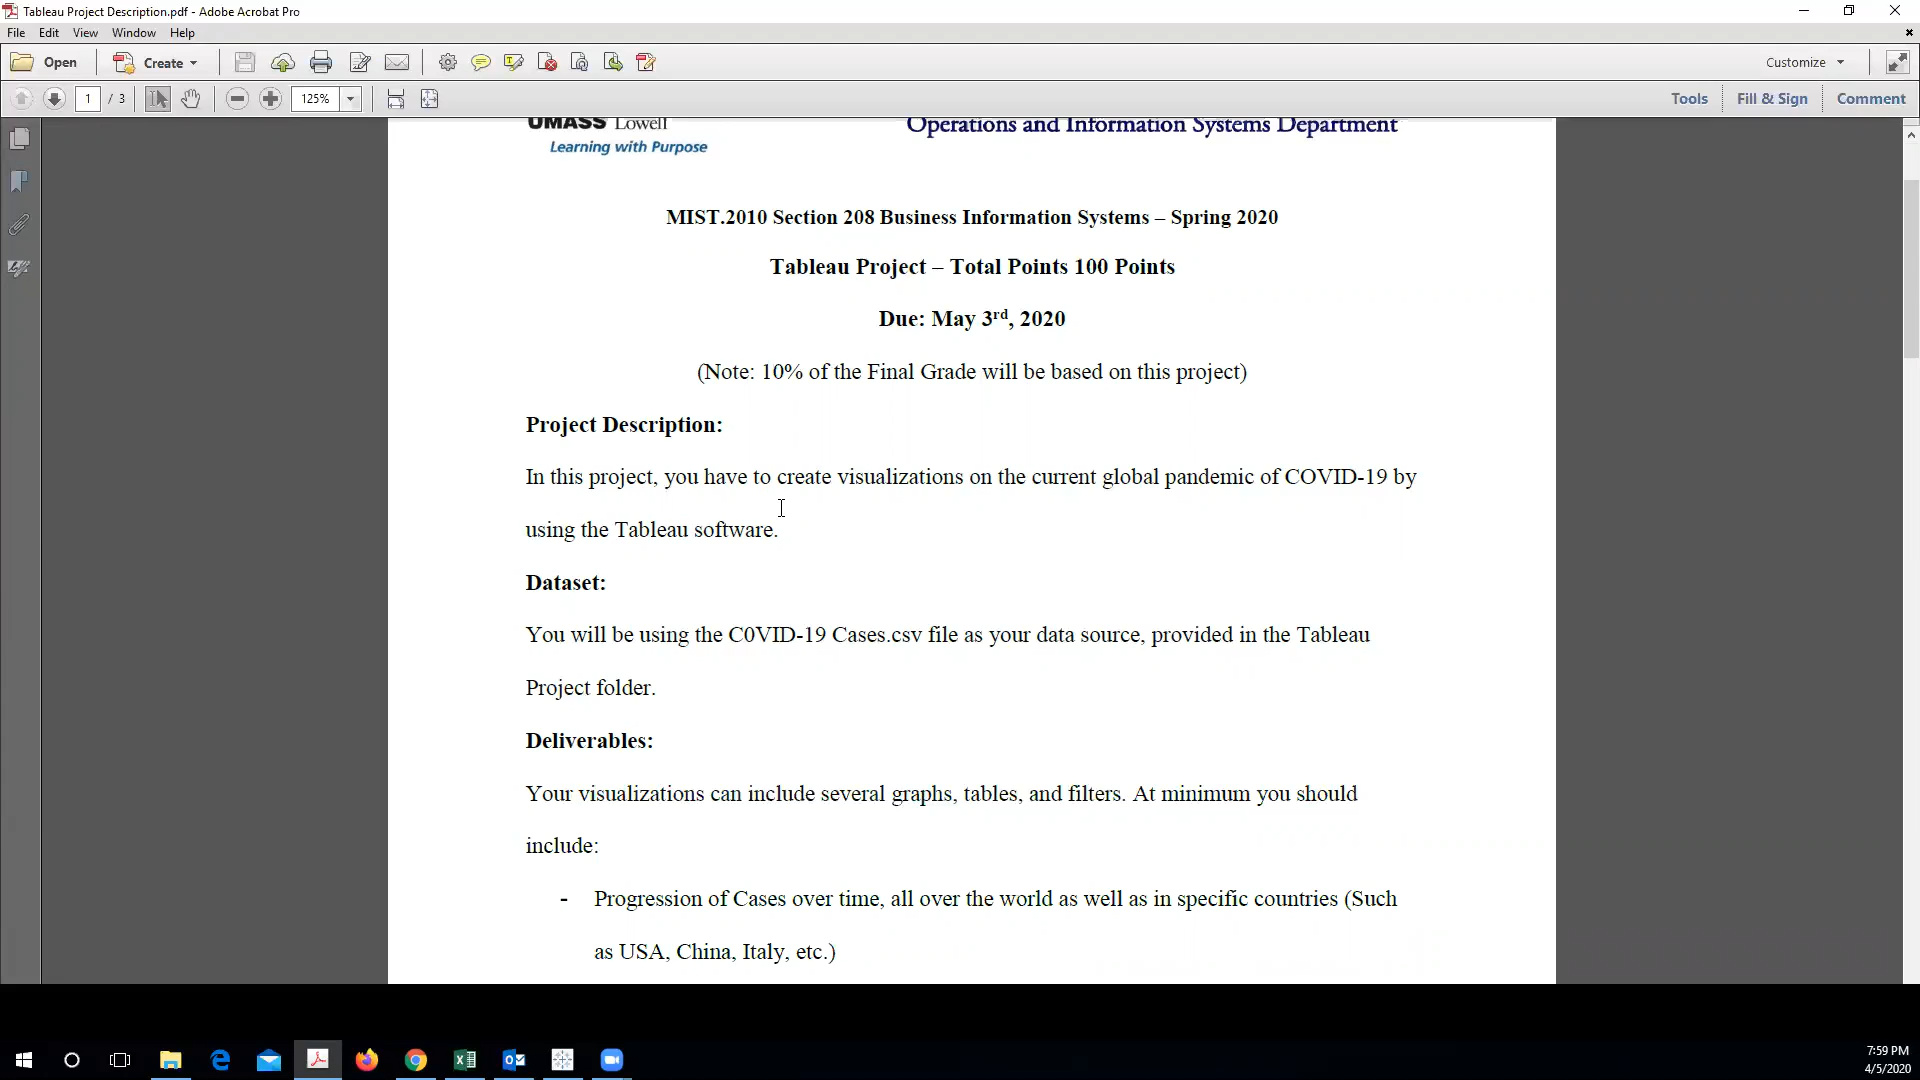 Tableau Project Description.pdf - Adobe Acrobat Pro
File Edit View Window Help
Open Create Customize
1 / 3 125% Tools Fill & Sign Comment
UMASS Lowell
Learning with Purpose
Operations and Information Systems Department
MIST.2010 Section 208 Business Information Systems – Spring 2020
Tableau Project – Total Points 100 Points
Due: May 3rd, 2020
(Note: 10% of the Final Grade will be based on this project)
Project Description:
In this project, you have to create visualizations on the current global pandemic of COVID-19 by
using the Tableau software.
Dataset:
You will be using the C0VID-19 Cases.csv file as your data source, provided in the Tableau
Project folder.
Deliverables:
Your visualizations can include several graphs, tables, and filters. At minimum you should
include:
- Progression of Cases over time, all over the world as well as in specific countries (Such
as USA, China, Italy, etc.)
7:59 PM
4/5/2020